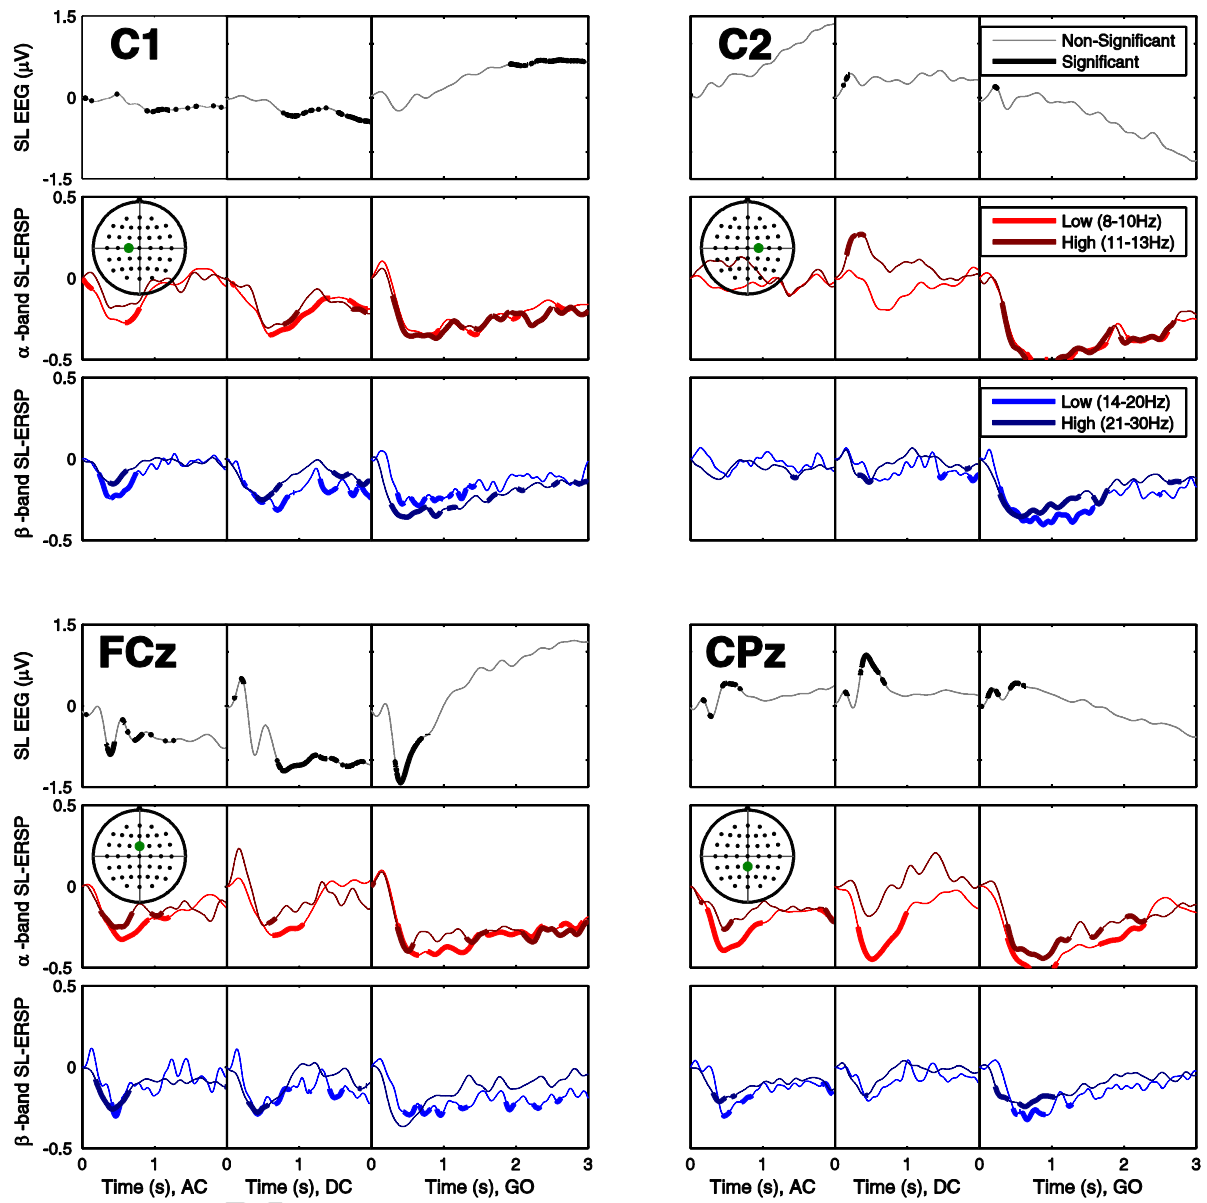 C1
C2
Non-Significant
Significant
SL EEG (μV)
1.5
0
-1.5
Low (8-10Hz)
High (11-13Hz)
α -band SL-ERSP
0.5
0
-0.5
Low (14-20Hz)
High (21-30Hz)
β -band SL-ERSP
0.5
0
-0.5
FCz
CPz
SL EEG (μV)
1.5
0
-1.5
α -band SL-ERSP
0.5
0
-0.5
β -band SL-ERSP
0.5
0
-0.5
0 1 0 1 0 1 2 3
0 1 0 1 0 1 2 3
Time (s), AC
Time (s), DC
Time (s), GO
Time (s), AC
Time (s), DC
Time (s), GO